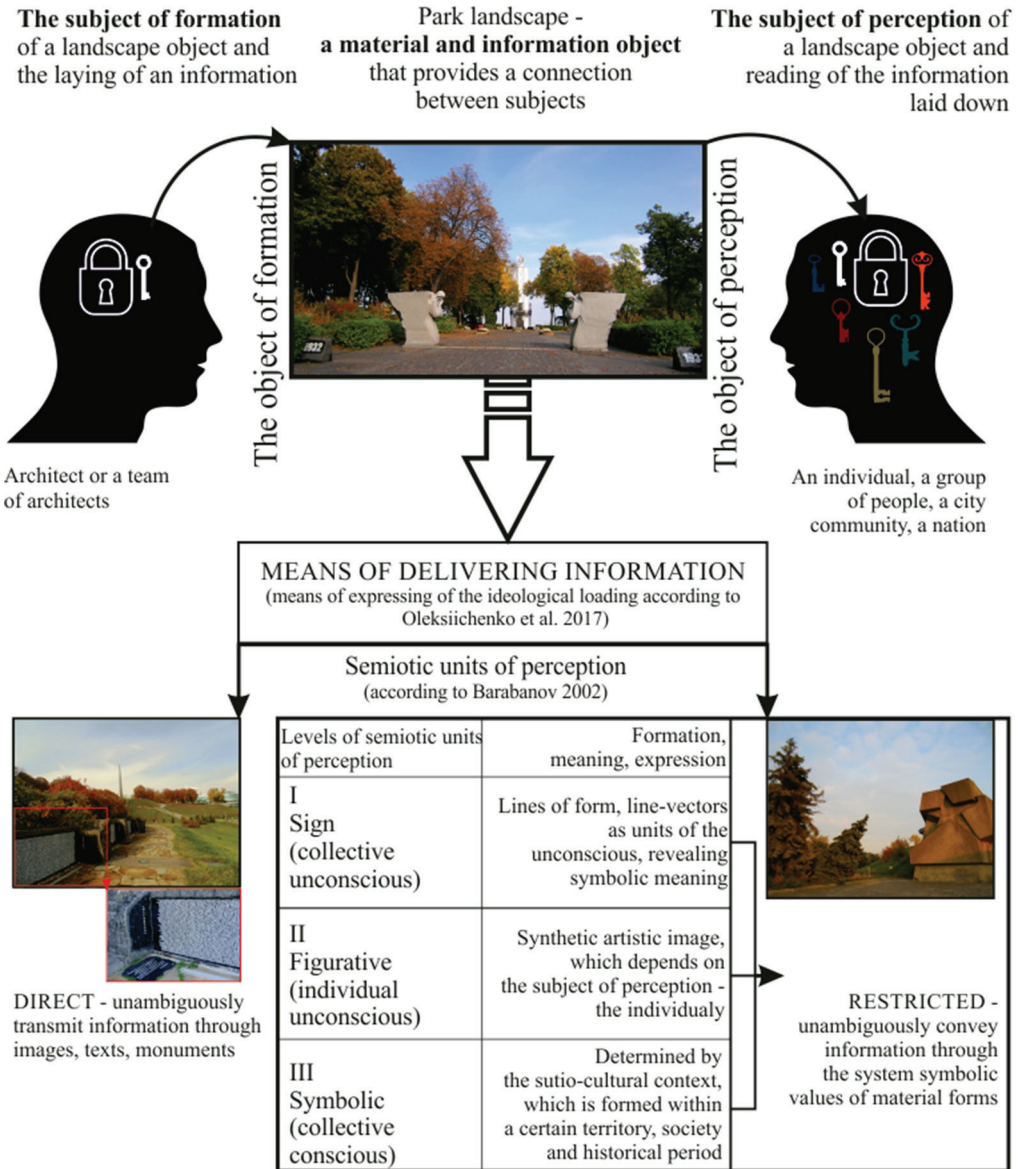 The subject of formation
of a landscape object and
the laying of an information
Park landscape -
a material and information object
that provides a connection
between subjects
The subject of perception of
a landscape object and
reading of the information
laid down
The object of formation
1932
1933
The object of perception
Architect or a team
of architects
An individual, a group
of people, a city
community, a nation
MEANS OF DELIVERING INFORMATION
(means of expressing of the ideological loading according to
Oleksiichenko et al. 2017)
Semiotic units of perception
(according to Barabanov 2002)
Levels of semiotic units
of perception
Formation,
meaning, expression
I
Sign
(collective
unconscious)
Lines of form, line-vectors
as units of the
unconscious, revealing
symbolic meaning
II
Figurative
(individual
unconscious)
Synthetic artistic image,
which depends on
the subject of perception -
the individualy
III
Symbolic
(collective
conscious)
Determined by
the sutio-cultural context,
which is formed within
a certain territory, society
and historical period
DIRECT - unambiguously
transmit information through
images, texts, monuments
RESTRICTED -
unambiguously convey
information through
the system symbolic
values of material forms